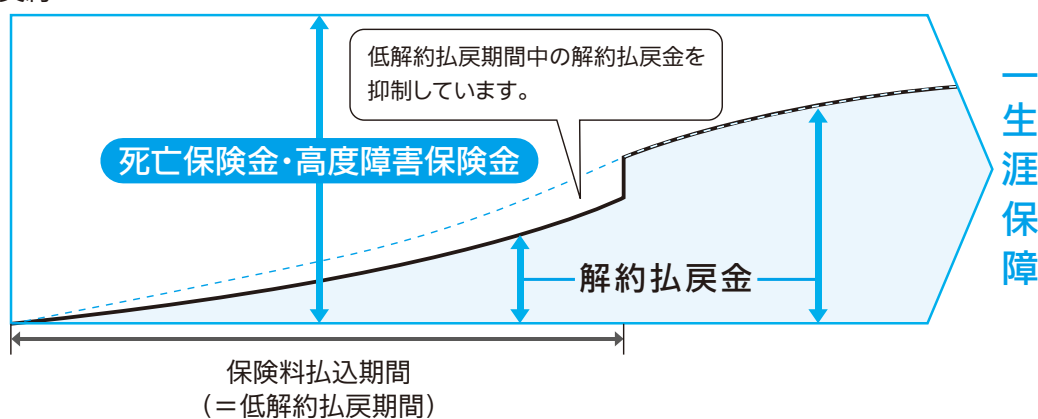 低解約払戻期間中の解約払戻金を
抑制しています。
死亡保険金・高度障害保険金
一生涯保障
解約払戻金
保険料払込期間
（＝低解約払戻期間）